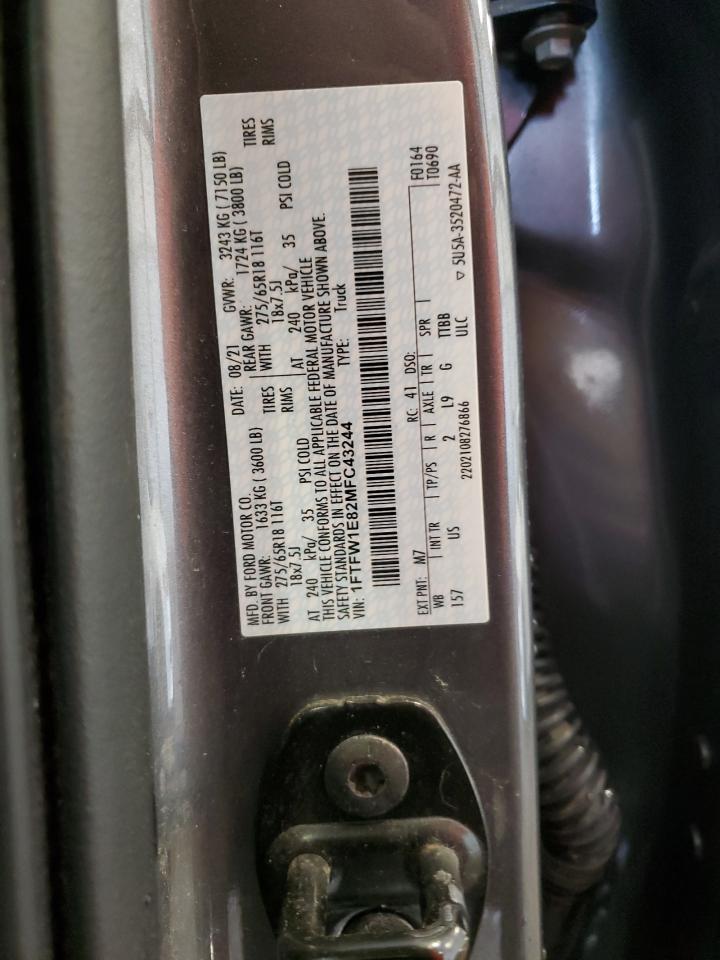 MFD. BY FORD MOTOR CO. DATE: 08/21 GVWR: 3243 KG ( 7150 LB)
FRONT GAWR: 1633 KG ( 3600 LB) REAR GAWR: 1724 KG ( 3800 LB)
WITH 275/65R18 116T TIRES WITH 275/65R18 116T TIRES
18x7.5J RIMS 18x7.5J RIMS
AT 240 kPa/ 35 PSI COLD AT 240 kPa/ 35 PSI COLD
THIS VEHICLE CONFORMS TO ALL APPLICABLE FEDERAL MOTOR VEHICLE
SAFETY STANDARDS IN EFFECT ON THE DATE OF MANUFACTURE SHOWN ABOVE.
VIN: 1FTFW1E82MFC43244 TYPE: Truck
EXT PNT: M7 RC: 41 DSO: F0164
WB INT TR TP/PS R AXLE TR SPR T0690
157 US 2 L9 G TTBB
2202108276866 ULC ▽ 5U5A-3520472-AA